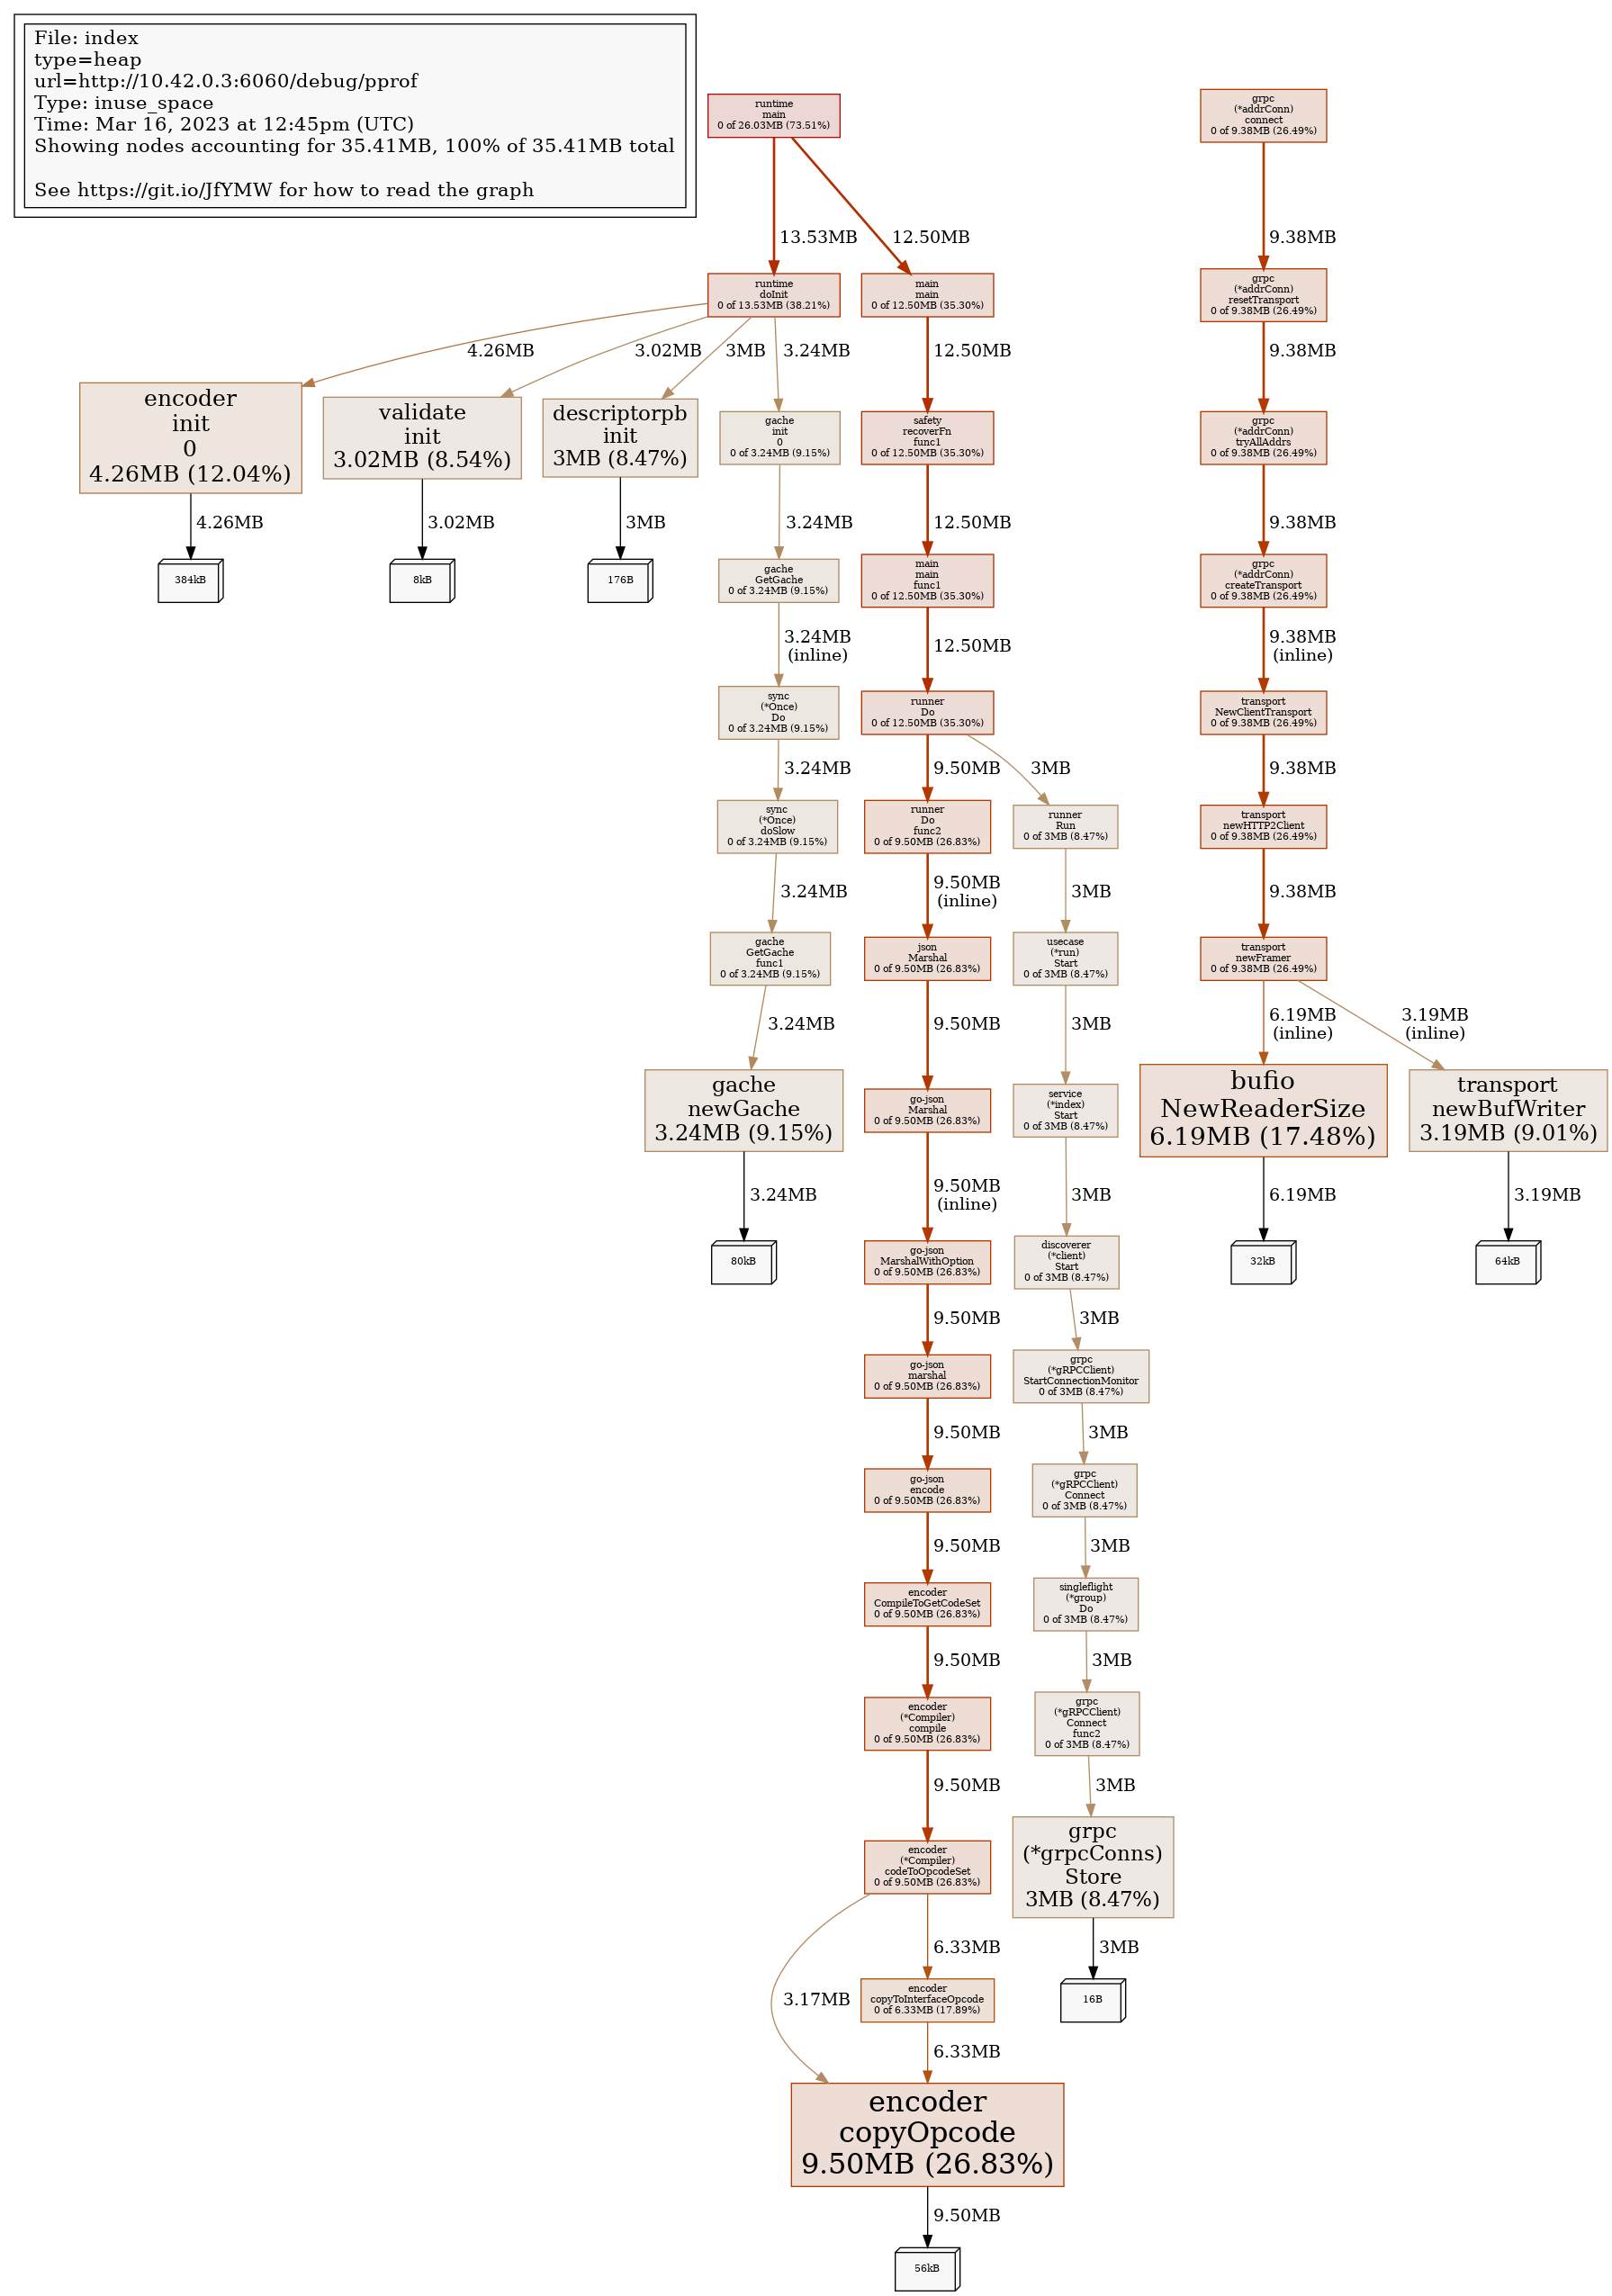 File: index
type=heap
url=http://10.42.0.3:6060/debug/pprof
Type: inuse_space
Time: Mar 16, 2023 at 12:45pm (UTC)
Showing nodes accounting for 35.41MB, 100% of 35.41MB total
See https://git.io/JfYMW for how to read the graph
runtime
main
0 of 26.03MB (73.51%)
grpc
(*addrConn)
connect
0 of 9.38MB (26.49%)
13.53MB
12.50MB
9.38MB
runtime
doInit
0 of 13.53MB (38.21%)
main
main
0 of 12.50MB (35.30%)
grpc
(*addrConn)
resetTransport
0 of 9.38MB (26.49%)
4.26MB
3.02MB
3MB
3.24MB
12.50MB
9.38MB
encoder
init
0
4.26MB (12.04%)
validate
init
3.02MB (8.54%)
descriptorpb
init
3MB (8.47%)
gache
init
0
0 of 3.24MB (9.15%)
safety
recoverFn
func1
0 of 12.50MB (35.30%)
grpc
(*addrConn)
tryAllAddrs
0 of 9.38MB (26.49%)
4.26MB
3.02MB
3MB
3.24MB
12.50MB
9.38MB
384kB
8kB
176B
gache
GetGache
0 of 3.24MB (9.15%)
main
main
func1
0 of 12.50MB (35.30%)
grpc
(*addrConn)
createTransport
0 of 9.38MB (26.49%)
3.24MB
(inline)
12.50MB
9.38MB
(inline)
sync
(*Once)
Do
0 of 3.24MB (9.15%)
runner
Do
0 of 12.50MB (35.30%)
transport
NewClientTransport
0 of 9.38MB (26.49%)
3.24MB
9.50MB
3MB
9.38MB
sync
(*Once)
doSlow
0 of 3.24MB (9.15%)
runner
Do
func2
0 of 9.50MB (26.83%)
runner
Run
0 of 3MB (8.47%)
transport
newHTTP2Client
0 of 9.38MB (26.49%)
3.24MB
9.50MB
(inline)
3MB
9.38MB
gache
GetGache
func1
0 of 3.24MB (9.15%)
json
Marshal
0 of 9.50MB (26.83%)
usecase
(*run)
Start
0 of 3MB (8.47%)
transport
newFramer
0 of 9.38MB (26.49%)
3.24MB
9.50MB
3MB
6.19MB
(inline)
3.19MB
(inline)
gache
newGache
3.24MB (9.15%)
go-json
Marshal
0 of 9.50MB (26.83%)
service
(*index)
Start
0 of 3MB (8.47%)
bufio
NewReaderSize
6.19MB (17.48%)
transport
newBufWriter
3.19MB (9.01%)
3.24MB
9.50MB
(inline)
3MB
6.19MB
3.19MB
80kB
go-json
MarshalWithOption
0 of 9.50MB (26.83%)
discoverer
(*client)
Start
0 of 3MB (8.47%)
32kB
64kB
9.50MB
3MB
go-json
marshal
0 of 9.50MB (26.83%)
grpc
(*gRPCClient)
StartConnectionMonitor
0 of 3MB (8.47%)
9.50MB
3MB
go-json
encode
0 of 9.50MB (26.83%)
grpc
(*gRPCClient)
Connect
0 of 3MB (8.47%)
9.50MB
3MB
encoder
CompileToGetCodeSet
0 of 9.50MB (26.83%)
singleflight
(*group)
Do
0 of 3MB (8.47%)
9.50MB
3MB
encoder
(*Compiler)
compile
0 of 9.50MB (26.83%)
grpc
(*gRPCClient)
Connect
func2
0 of 3MB (8.47%)
9.50MB
3MB
encoder
(*Compiler)
codeToOpcodeSet
0 of 9.50MB (26.83%)
grpc
(*grpcConns)
Store
3MB (8.47%)
3.17MB
6.33MB
3MB
encoder
copyToInterfaceOpcode
0 of 6.33MB (17.89%)
16B
6.33MB
encoder
copyOpcode
9.50MB (26.83%)
9.50MB
56kB